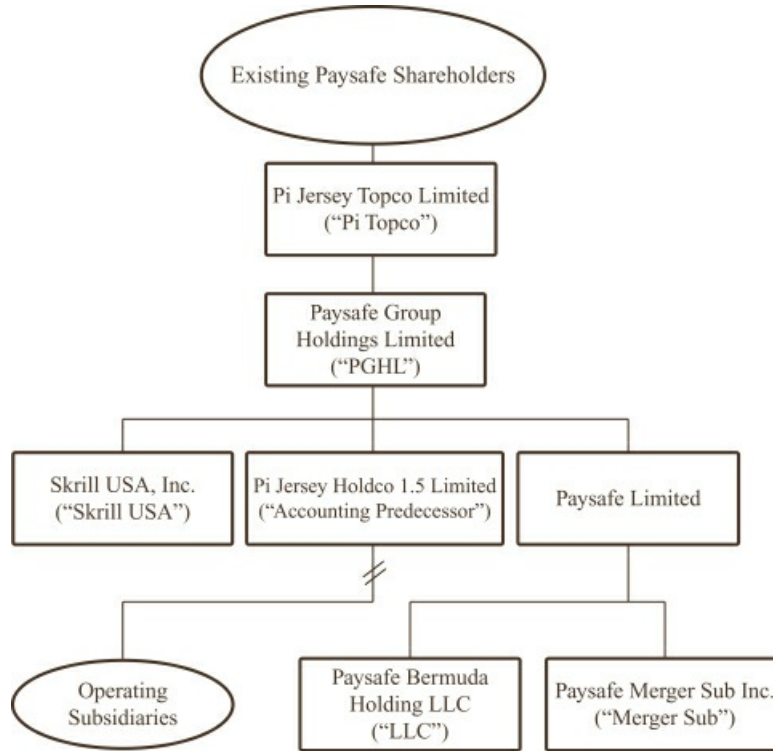 Existing Paysafe Shareholders
Pi Jersey Topco Limited
(“Pi Topco”)
Paysafe Group
Holdings Limited
(“PGHL”)
Skrill USA, Inc.
(“Skrill USA”)
Pi Jersey Holdco 1.5 Limited
(“Accounting Predecessor”)
Paysafe Limited
Operating
Subsidiaries
Paysafe Bermuda
Holding LLC
(“LLC”)
Paysafe Merger Sub Inc.
(“Merger Sub”)